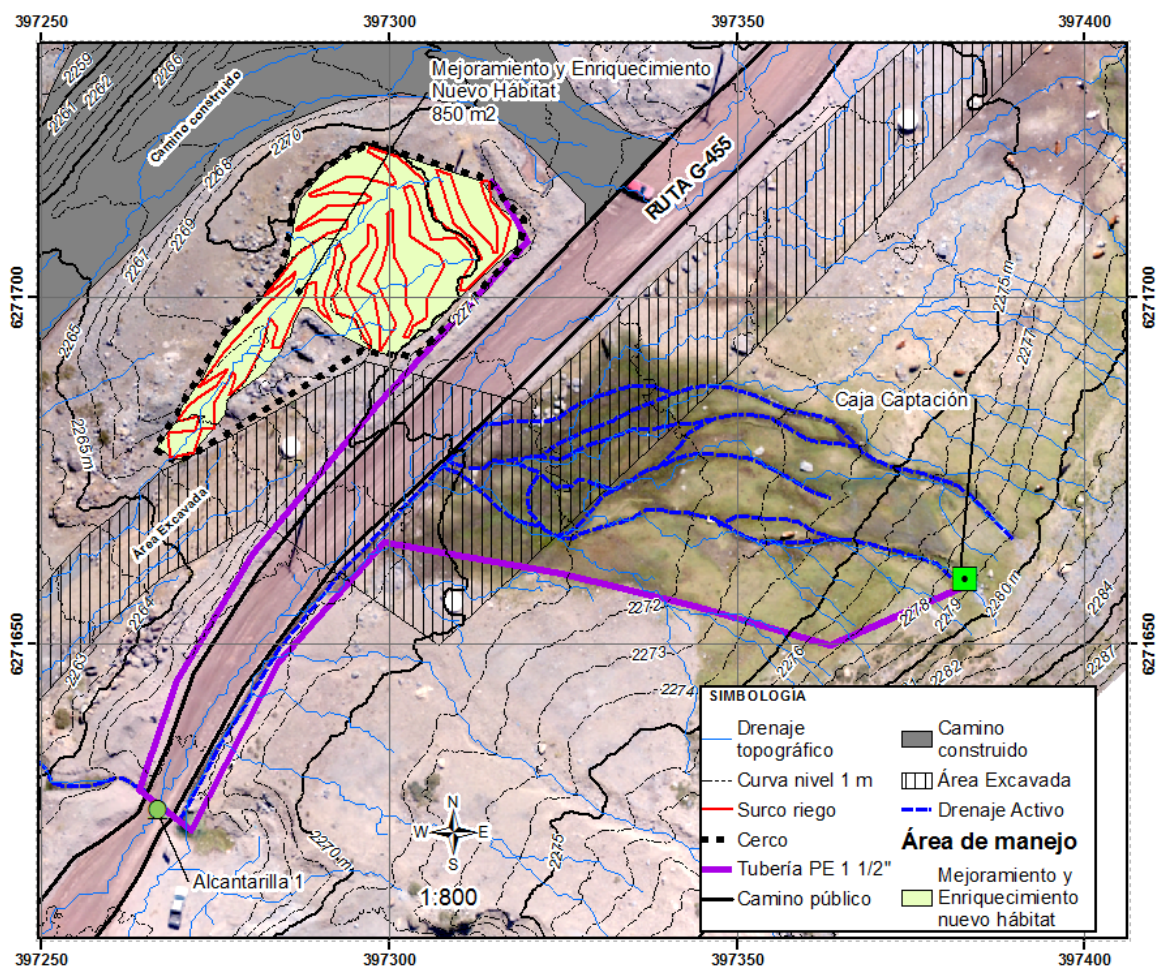 397250
397300
397350
397400
2259
2261
2262
2266
Camino construido
2268
2270
Mejoramiento y Enriquecimiento
Nuevo Hábitat
850 m2
RUTA G-455
2267
2269
2265
2271
6271700
6271700
2275 m
2277
Caja Captación
2265 m
Área Excavada
2264
2263
2272
2273
2274
2276
2278
2279
2280 m
2282
2284
2287
6271650
6271650
2270 m
2275
N
W
E
S
1:800
Alcantarilla 1
SIMBOLOGÍA
Drenaje
topográfico
Curva nivel 1 m
Surco riego
Cerco
Tubería PE 1 1/2"
Camino público
Camino
construido
Área Excavada
Drenaje Activo
Área de manejo
Mejoramiento y
Enriquecimiento
nuevo hábitat
397250
397300
397350
397400